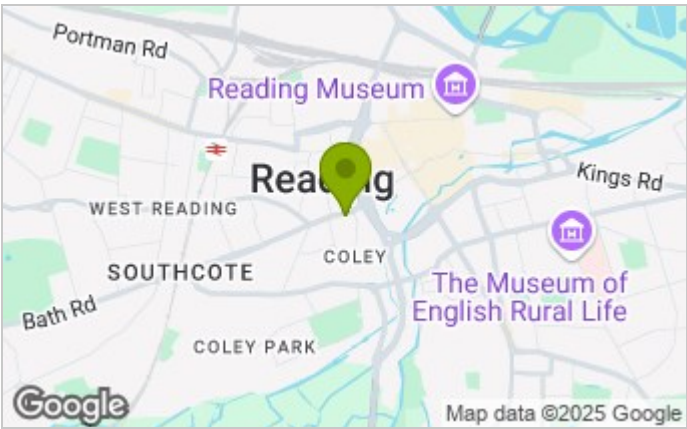 Portman Rd
Reading Museum
Reading
Kings Rd
WEST READING
COLEY
SOUTHCOTE
The Museum of
English Rural Life
Bath Rd
COLEY PARK
Google
Map data ©2025 Google